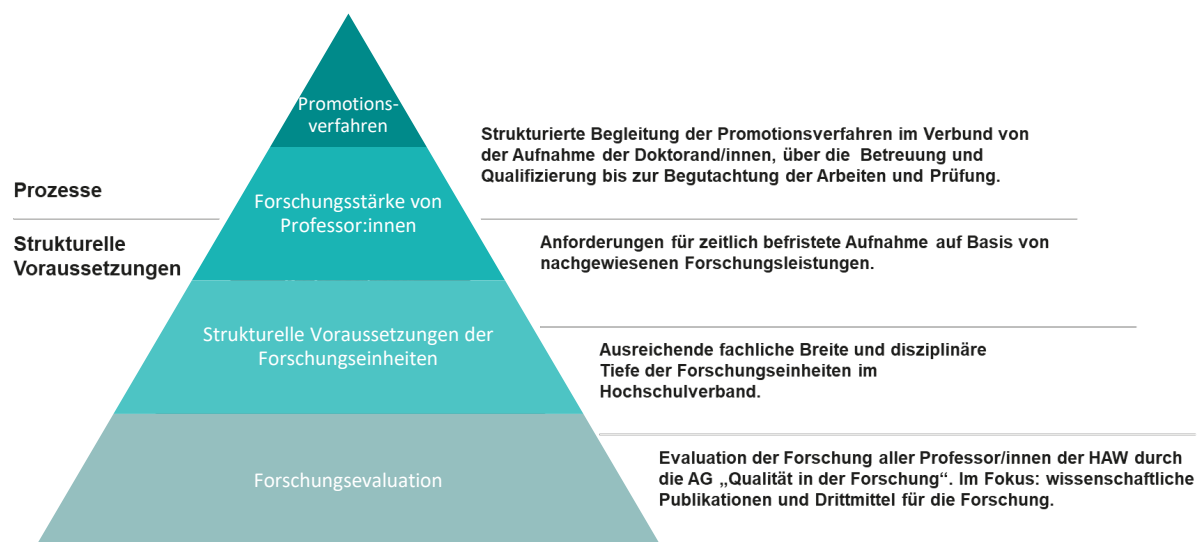 Promotions-
verfahren
Strukturierte Begleitung der Promotionsverfahren im Verbund von
der Aufnahme der Doktorand/innen, über die Betreuung und
Qualifizierung bis zur Begutachtung der Arbeiten und Prüfung.
Prozesse
Forschungsstärke von
Professor:innen
Strukturelle
Voraussetzungen
Anforderungen für zeitlich befristete Aufnahme auf Basis von
nachgewiesenen Forschungsleistungen.
Strukturelle Voraussetzungen der
Forschungseinheiten
Ausreichende fachliche Breite und disziplinäre
Tiefe der Forschungseinheiten im
Hochschulverband.
Forschungsevaluation
Evaluation der Forschung aller Professor/innen der HAW durch
die AG „Qualität in der Forschung“. Im Fokus: wissenschaftliche
Publikationen und Drittmittel für die Forschung.